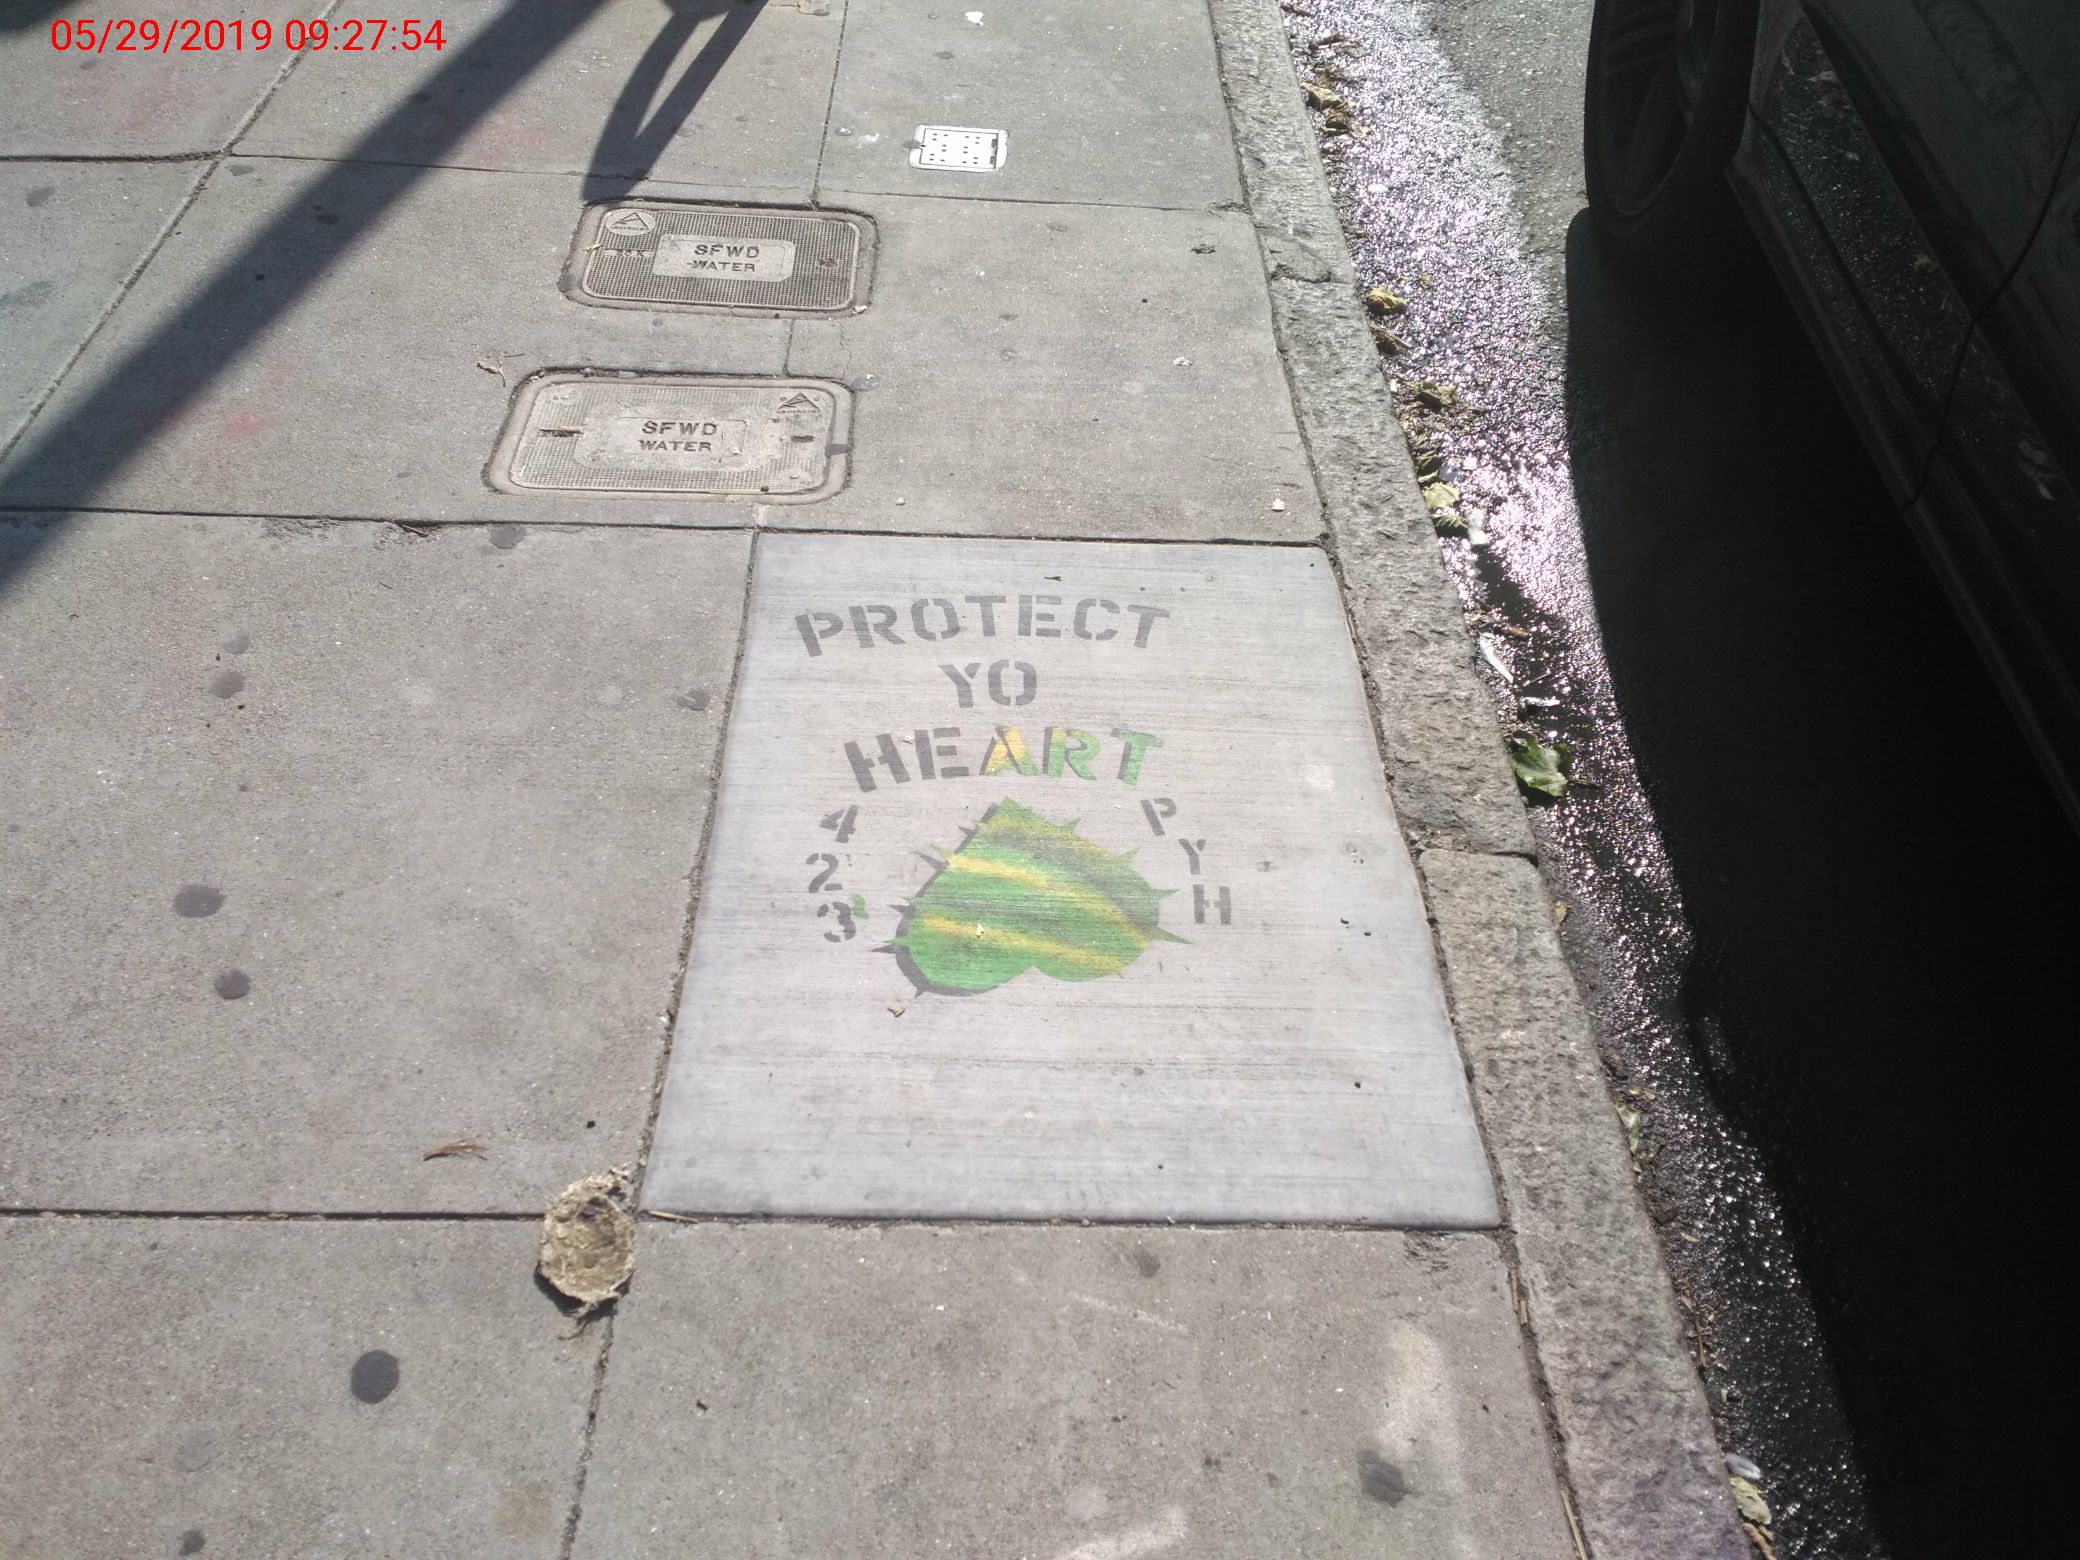 05/29/2019 09:27:54
SFWD
WATER
SFWD
WATER
PROTECT
YO
HEART
4
2
3
P
Y
H